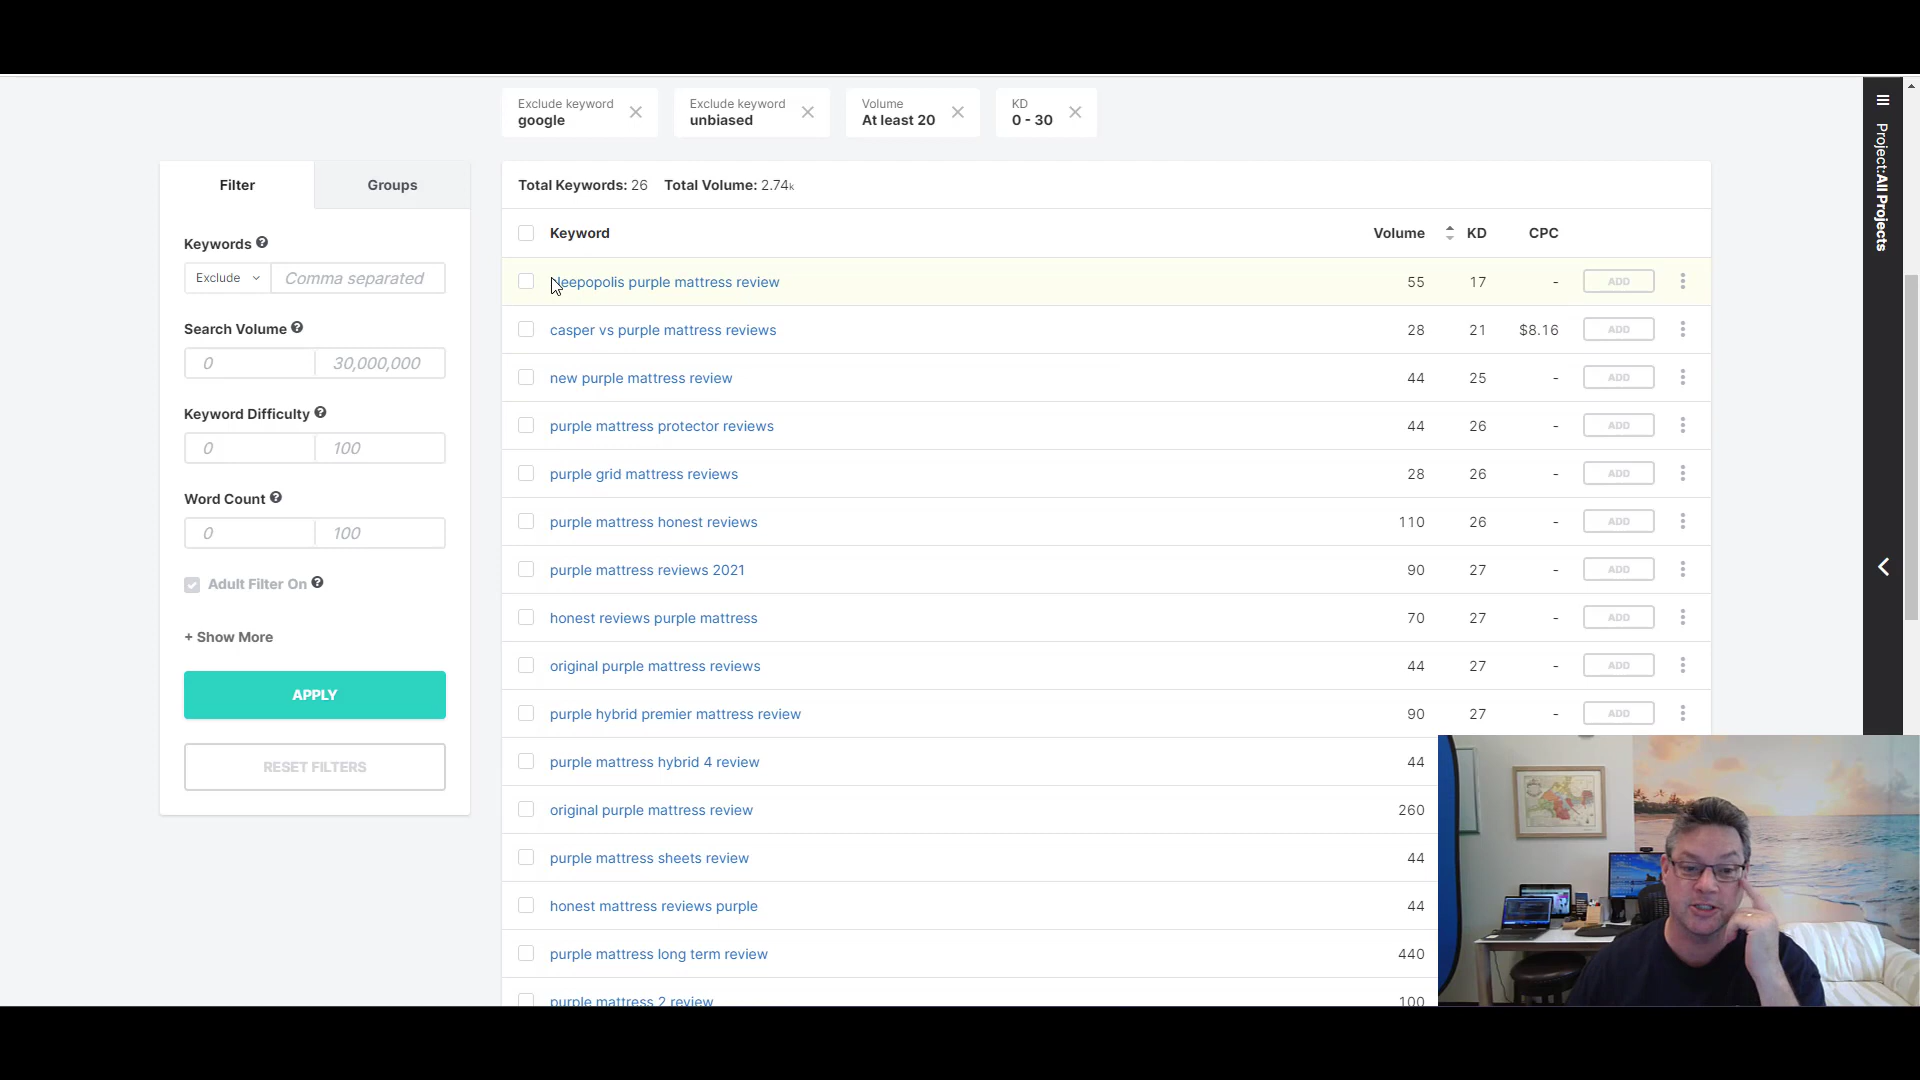 Exclude keyword
google
Exclude keyword
unbiased
Volume
At least 20
KD
0 - 30
Project:All Projects
Filter
Groups
Keywords
Exclude
Comma separated
Search Volume
0
30,000,000
Keyword Difficulty
0
100
Word Count
0
100
Adult Filter On
+ Show More
APPLY
RESET FILTERS
Total Keywords: 26 Total Volume: 2.74k
Keyword Volume KD CPC
leepopolis purple mattress review 55 17 - ADD
casper vs purple mattress reviews 28 21 $8.16 ADD
new purple mattress review 44 25 - ADD
purple mattress protector reviews 44 26 - ADD
purple grid mattress reviews 28 26 - ADD
purple mattress honest reviews 110 26 - ADD
purple mattress reviews 2021 90 27 - ADD
honest reviews purple mattress 70 27 - ADD
original purple mattress reviews 44 27 - ADD
purple hybrid premier mattress review 90 27 - ADD
purple mattress hybrid 4 review 44
original purple mattress review 260
purple mattress sheets review 44
honest mattress reviews purple 44
purple mattress long term review 440
purple mattress 2 review 100